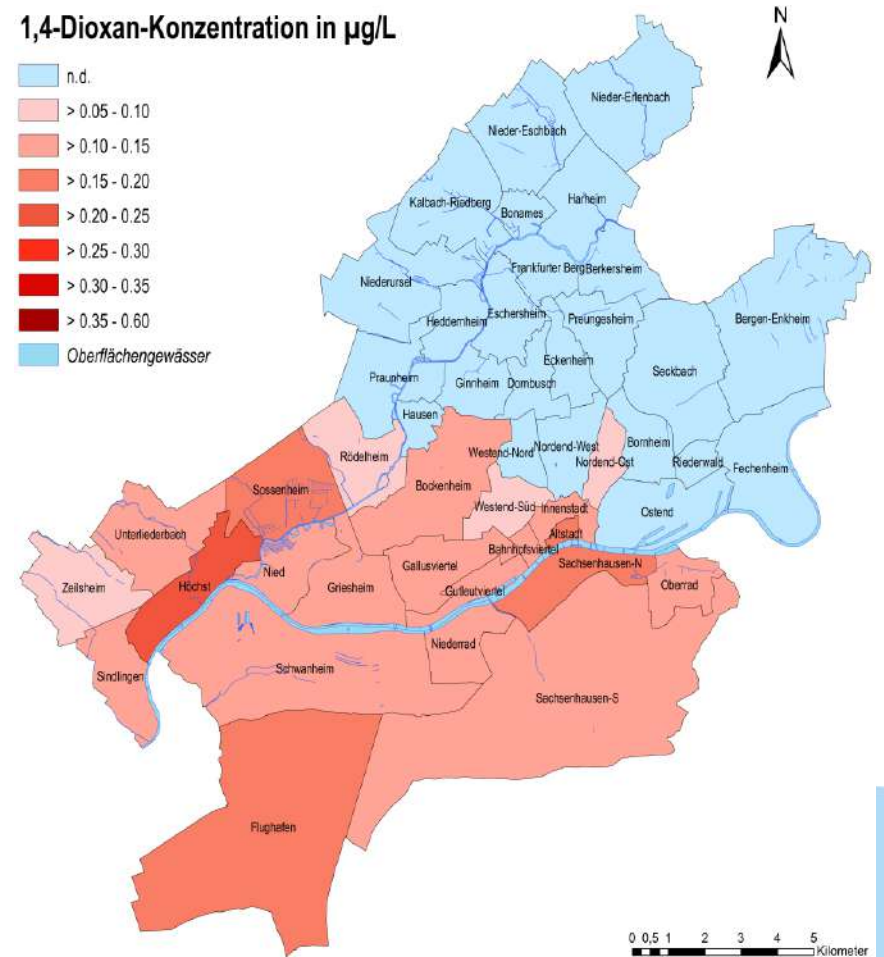 1,4-Dioxan-Konzentration in µg/L
n.d.
> 0.05 - 0.10
> 0.10 - 0.15
> 0.15 - 0.20
> 0.20 - 0.25
> 0.25 - 0.30
> 0.30 - 0.35
> 0.35 - 0.60
Oberflächengewässer
N
Nieder-Erlenbach
Nieder-Eschbach
Kalbach-Riedberg
Harheim
Bonames
Frankfurter Berg
Berkersheim
Niederursel
Heddernheim
Eschersheim
Preungesheim
Bergen-Enkheim
Eckenheim
Seckbach
Praunheim
Ginnheim
Dornbusch
Hausen
Rödelheim
Westend-Nord
Nordend-West
Bornheim
Nordend-Ost
Riederwald
Fechenheim
Bockenheim
Sossenheim
Westend-Süd
Innenstadt
Ostend
Unterliederbach
Altstadt
Bahnhofsviertel
Sachsenhausen-N
Zeilsheim
Höchst
Nied
Griesheim
Gallusviertel
Gutleutviertel
Oberrad
Niederrad
Sindlingen
Schwanheim
Sachsenhausen-S
Flughafen
0 0,5 1 2 3 4 5
Kilometer